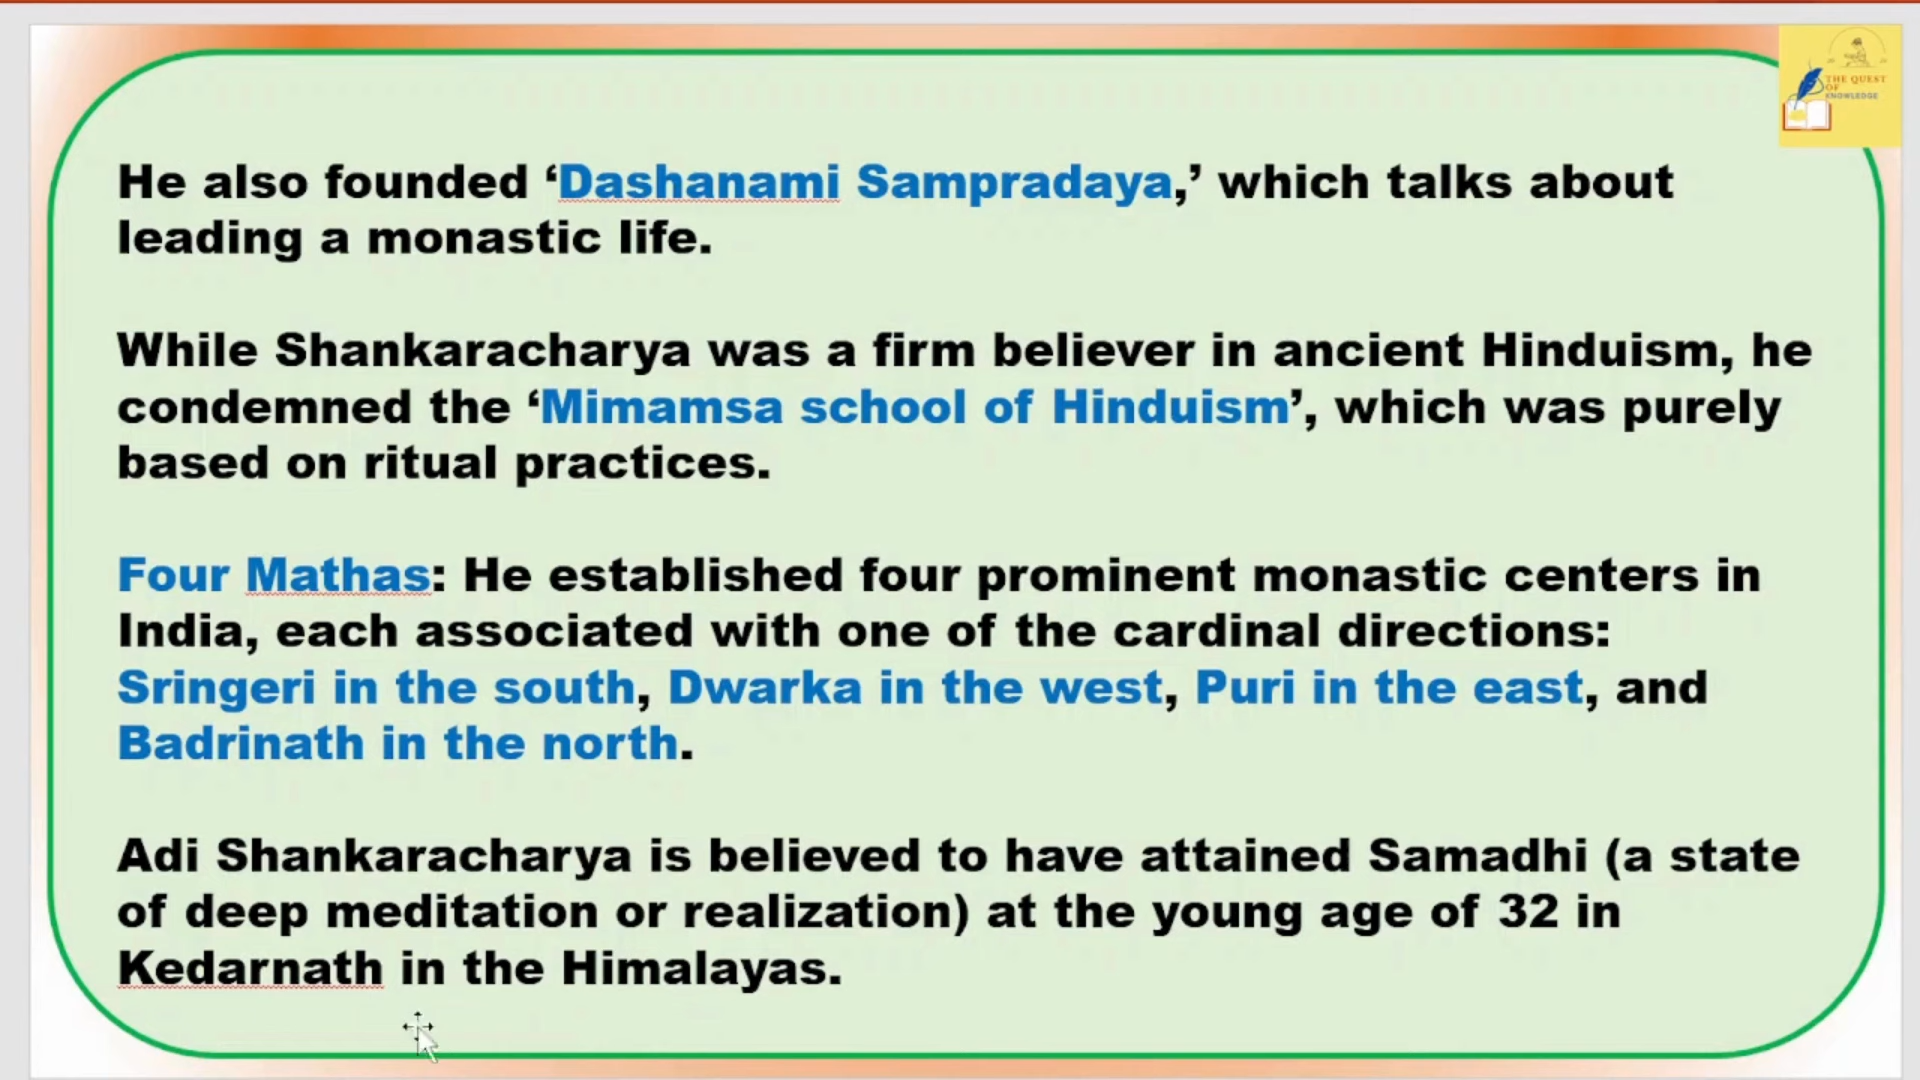 THE QUEST
OF
KNOWLEDGE
He also founded ‘Dashanami Sampradaya,’ which talks about
leading a monastic life.
While Shankaracharya was a firm believer in ancient Hinduism, he
condemned the ‘Mimamsa school of Hinduism’, which was purely
based on ritual practices.
Four Mathas: He established four prominent monastic centers in
India, each associated with one of the cardinal directions:
Sringeri in the south, Dwarka in the west, Puri in the east, and
Badrinath in the north.
Adi Shankaracharya is believed to have attained Samadhi (a state
of deep meditation or realization) at the young age of 32 in
Kedarnath in the Himalayas.